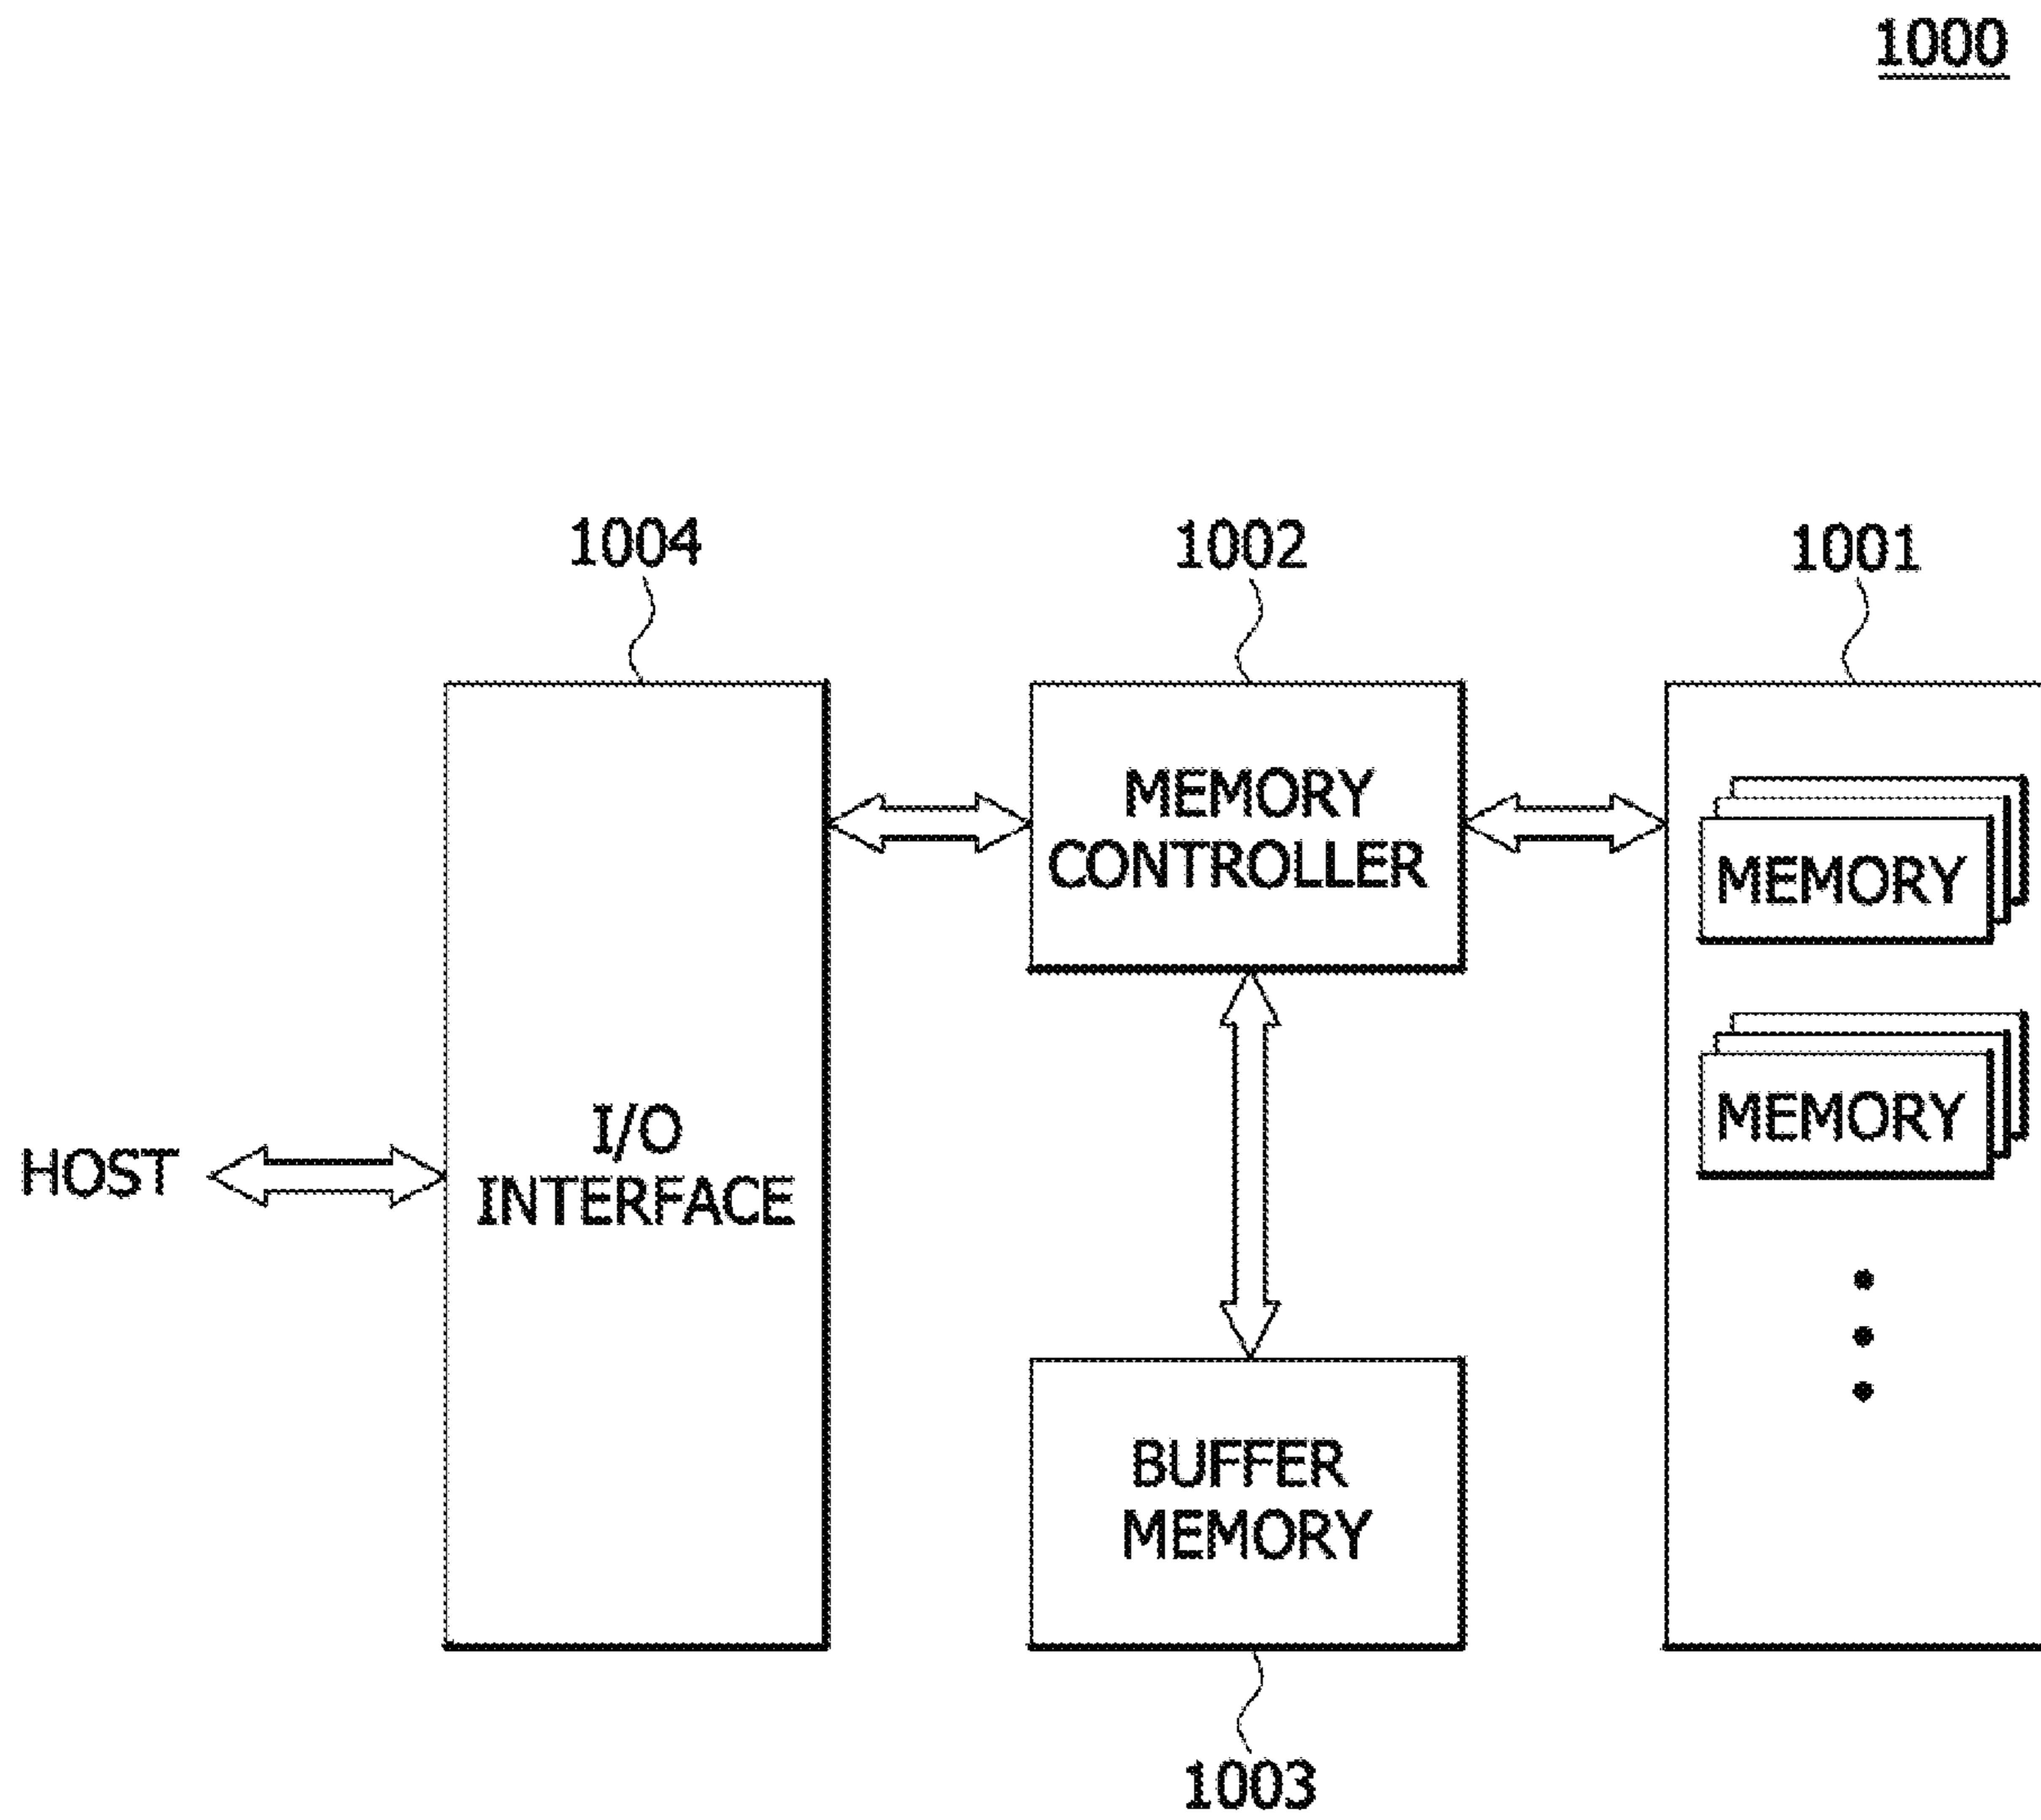 1000
1004
1002
1001
MEMORY
CONTROLLER
MEMORY
MEMORY
HOST
I/O
INTERFACE
BUFFER
MEMORY
1003